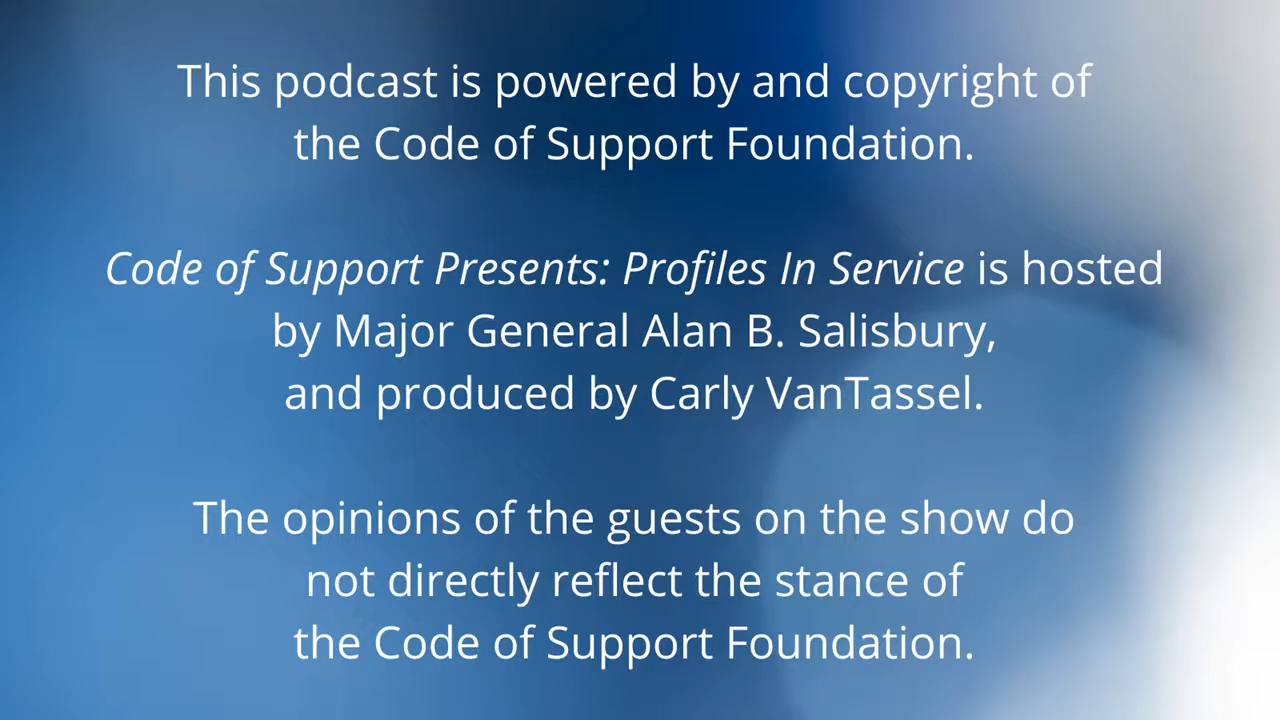 This podcast is powered by and copyright of
the Code of Support Foundation.
Code of Support Presents: Profiles In Service is hosted
by Major General Alan B. Salisbury,
and produced by Carly VanTassel.
The opinions of the guests on the show do
not directly reflect the stance of
the Code of Support Foundation.